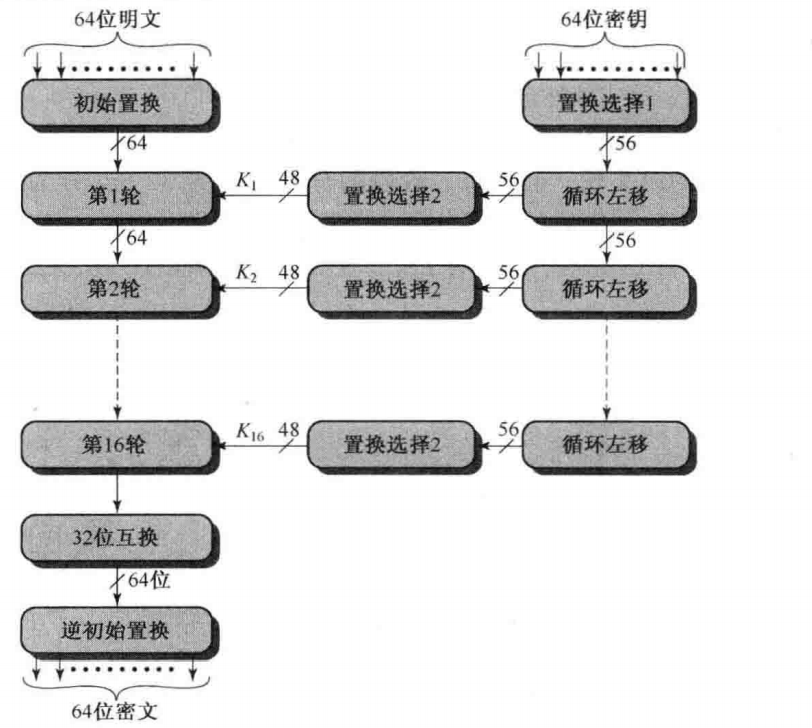 64位明文
64位密钥
初始置换
置换选择1
64
56
第1轮
K₁
48
置换选择2
56
循环左移
64
56
第2轮
K₂
48
置换选择2
56
循环左移
第16轮
K₁₆
48
置换选择2
56
循环左移
32位互换
64位
逆初始置换
64位密文